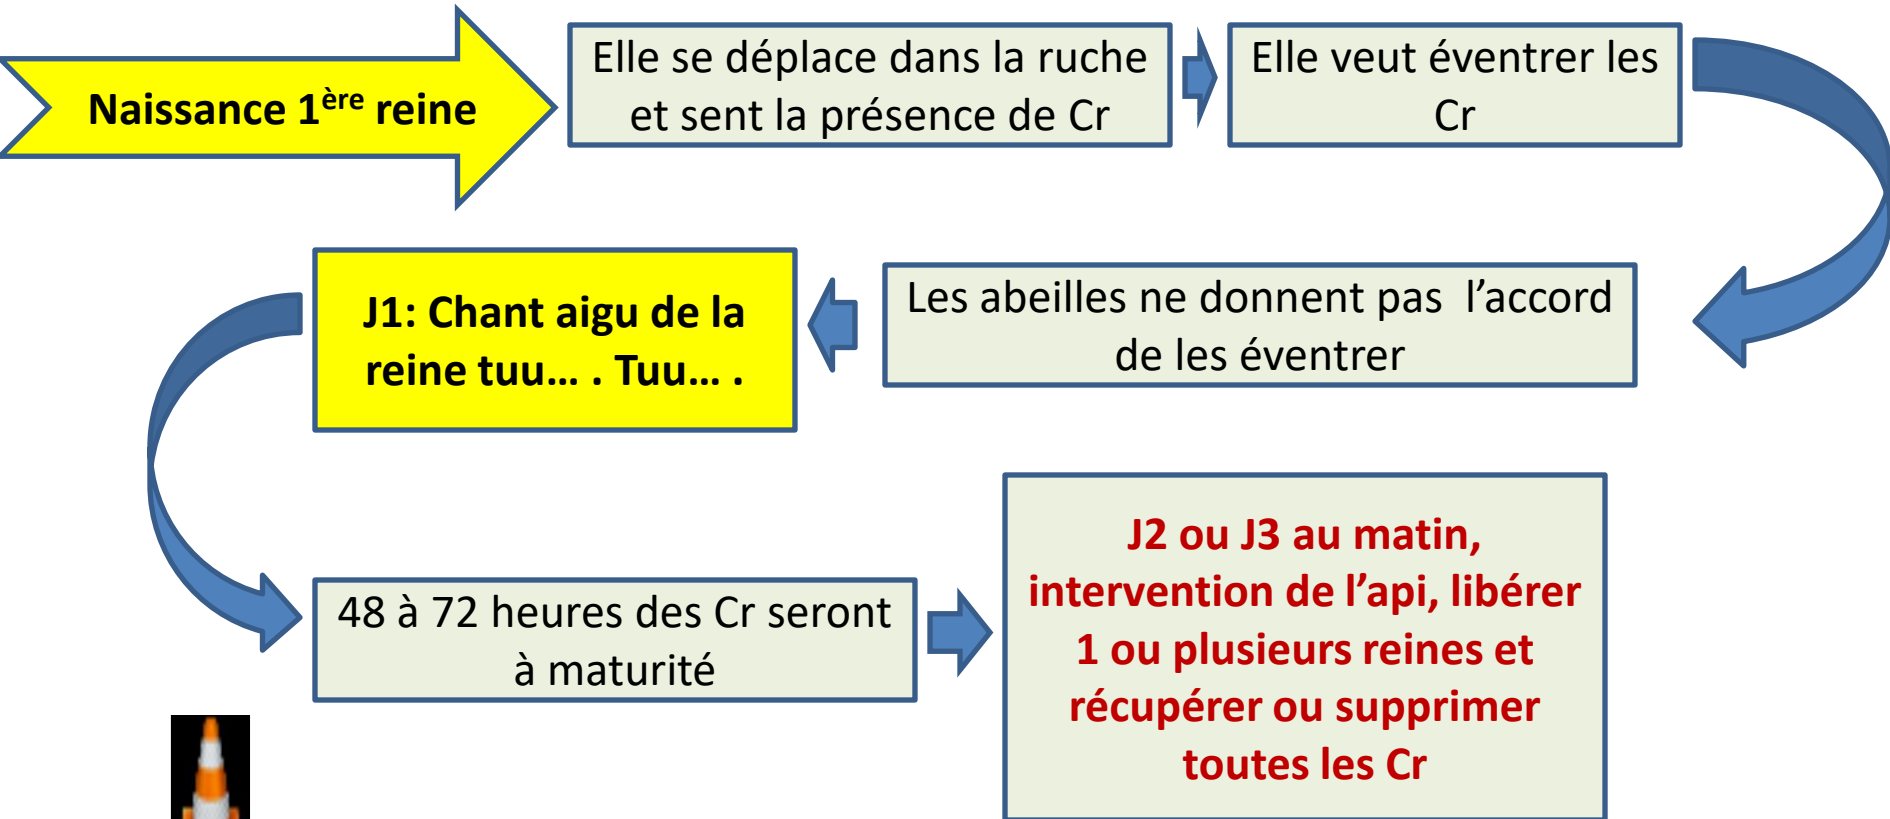 Naissance 1ère reine
Elle se déplace dans la ruche
et sent la présence de Cr
Elle veut éventrer les
Cr
Les abeilles ne donnent pas  l’accord
de les éventrer
J1: Chant aigu de la
reine tuu… . Tuu… .
48 à 72 heures des Cr seront
à maturité
J2 ou J3 au matin,
intervention de l’api, libérer
1 ou plusieurs reines et
récupérer ou supprimer
toutes les Cr